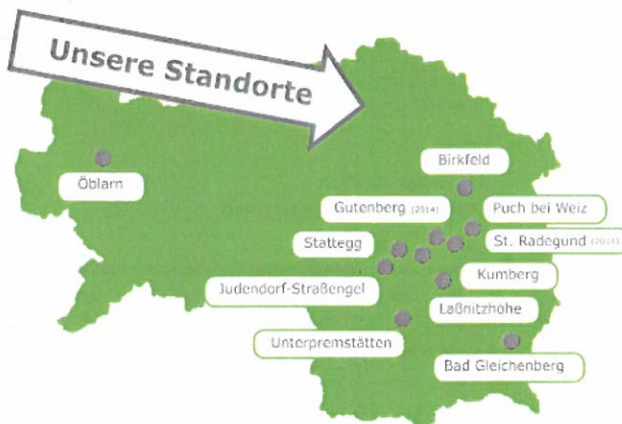 Unsere Standorte
Birkfeld
Öblarn
Gutenberg (2014)
Puch bei Weiz
Stattegg
St. Radegund (2014)
Kumberg
Judendorf-Straßengel
Laßnitzhöhe
Unterpremstätten
Bad Gleichenberg